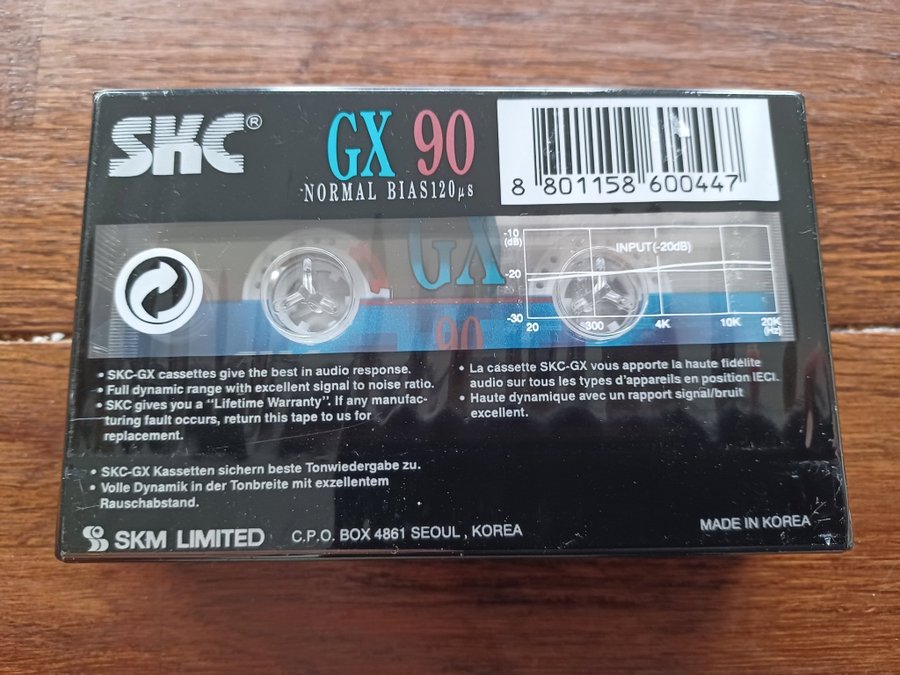 SKC®
GX 90
NORMAL BIAS 120µs
8 801158 600447
GX
90
-10
(dB)
INPUT(-20dB)
-20
-30
20 300 4K 10K 20K
(Hz)
• SKC-GX cassettes give the best in audio response.
• Full dynamic range with excellent signal to noise ratio.
• SKC gives you a "Lifetime Warranty". If any manufac-
turing fault occurs, return this tape to us for
replacement.
• La cassette SKC-GX vous apporte la haute fidélite
audio sur tous les types d'appareils en position IECI.
• Haute dynamique avec un rapport signal/bruit
excellent.
• SKC-GX Kassetten sichern beste Tonwiedergabe zu.
• Volle Dynamik in der Tonbreite mit exzellentem
Rauschabstand.
SKM LIMITED C.P.O. BOX 4861 SEOUL , KOREA
MADE IN KOREA